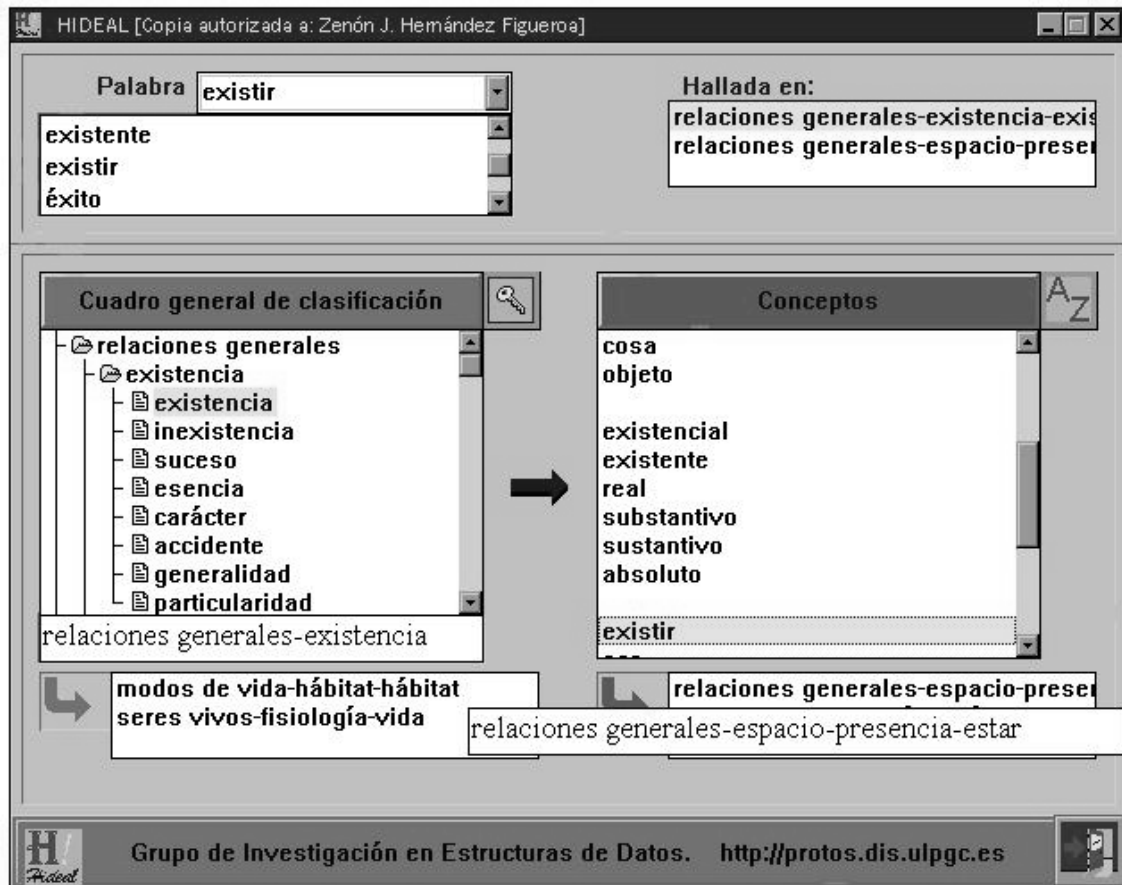 HIDEAL [Copia autorizada a: Zenón J. Hernández Figueroa]
Palabra
existir
existente
existir
éxito
Hallada en:
relaciones generales-existencia-exis
relaciones generales-espacio-presen
Cuadro general de clasificación
relaciones generales
existencia
existencia
inexistencia
suceso
esencia
carácter
accidente
generalidad
particularidad
relaciones generales-existencia
modos de vida-hábitat-hábitat
seres vivos-fisiología-vida
Conceptos
AZ
cosa
objeto
existencial
existente
real
substantivo
sustantivo
absoluto
existir
relaciones generales-espacio-presen
relaciones generales-espacio-presencia-estar
H!
Hideal
Grupo de Investigación en Estructuras de Datos. http://protos.dis.ulpgc.es